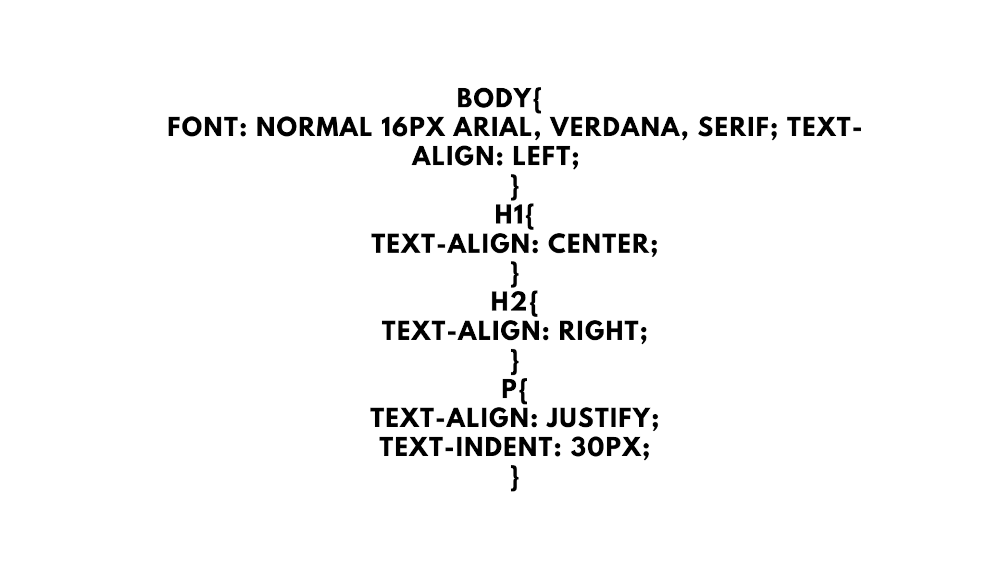 BODY{
FONT: NORMAL 16PX ARIAL, VERDANA, SERIF; TEXT-
ALIGN: LEFT;
}
H1{
TEXT-ALIGN: CENTER;
}
H2{
TEXT-ALIGN: RIGHT;
}
P{
TEXT-ALIGN: JUSTIFY;
TEXT-INDENT: 30PX;
}